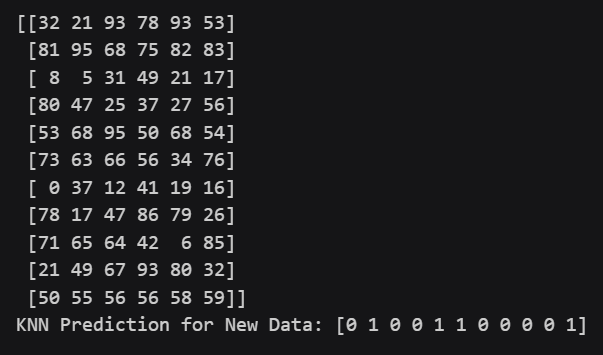 [[32 21 93 78 93 53]
[81 95 68 75 82 83]
[ 8  5 31 49 21 17]
[80 47 25 37 27 56]
[53 68 95 50 68 54]
[73 63 66 56 34 76]
[ 0 37 12 41 19 16]
[78 17 47 86 79 26]
[71 65 64 42  6 85]
[21 49 67 93 80 32]
[50 55 56 56 58 59]]
KNN Prediction for New Data: [0 1 0 0 1 1 0 0 0 0 1]